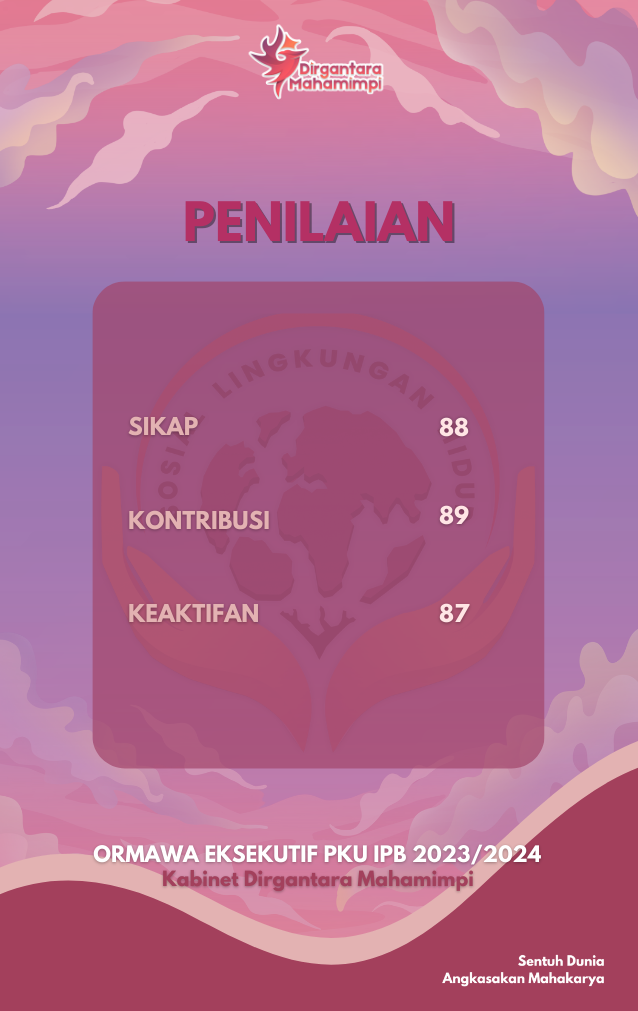 Dirgantara
Mahamimpi
PENILAIAN
LINGKUNGAN
SIKAP 88
KONTRIBUSI 89
KEAKTIFAN 87
ORMAWA EKSEKUTIF PKU IPB 2023/2024
Kabinet Dirgantara Mahamimpi
Sentuh Dunia
Angkasakan Mahakarya